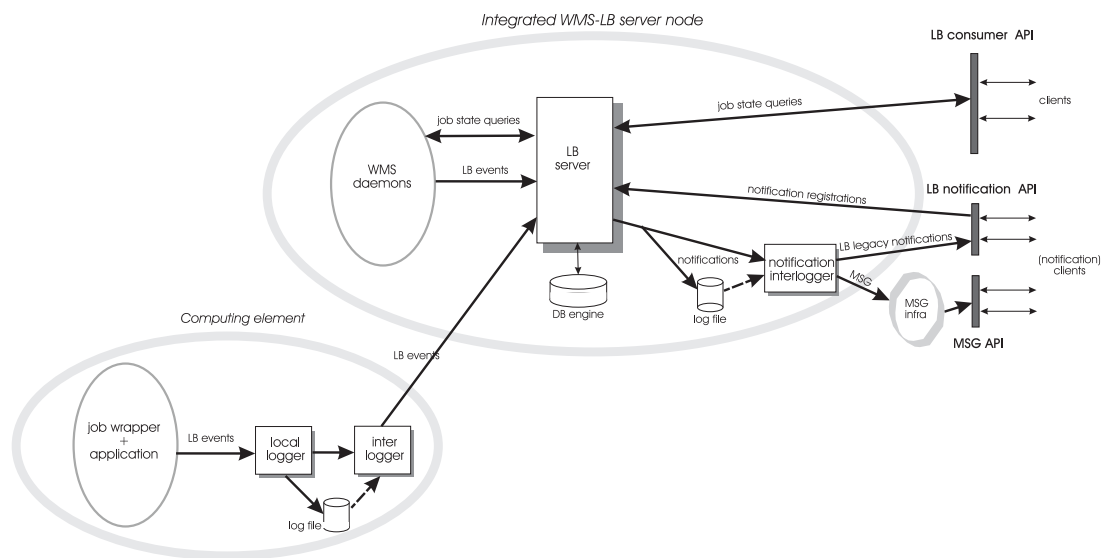 Integrated WMS-LB server node
LB consumer API
job state queries
clients
job state queries
LB
server
WMS
daemons
LB events
notification registrations
LB notification API
LB legacy notifications
notifications
notification
interlogger
(notification)
clients
MSG
MSG
infra
DB engine
log file
MSG API
Computing element
LB events
job wrapper
+
application
LB events
local
logger
inter
logger
log file